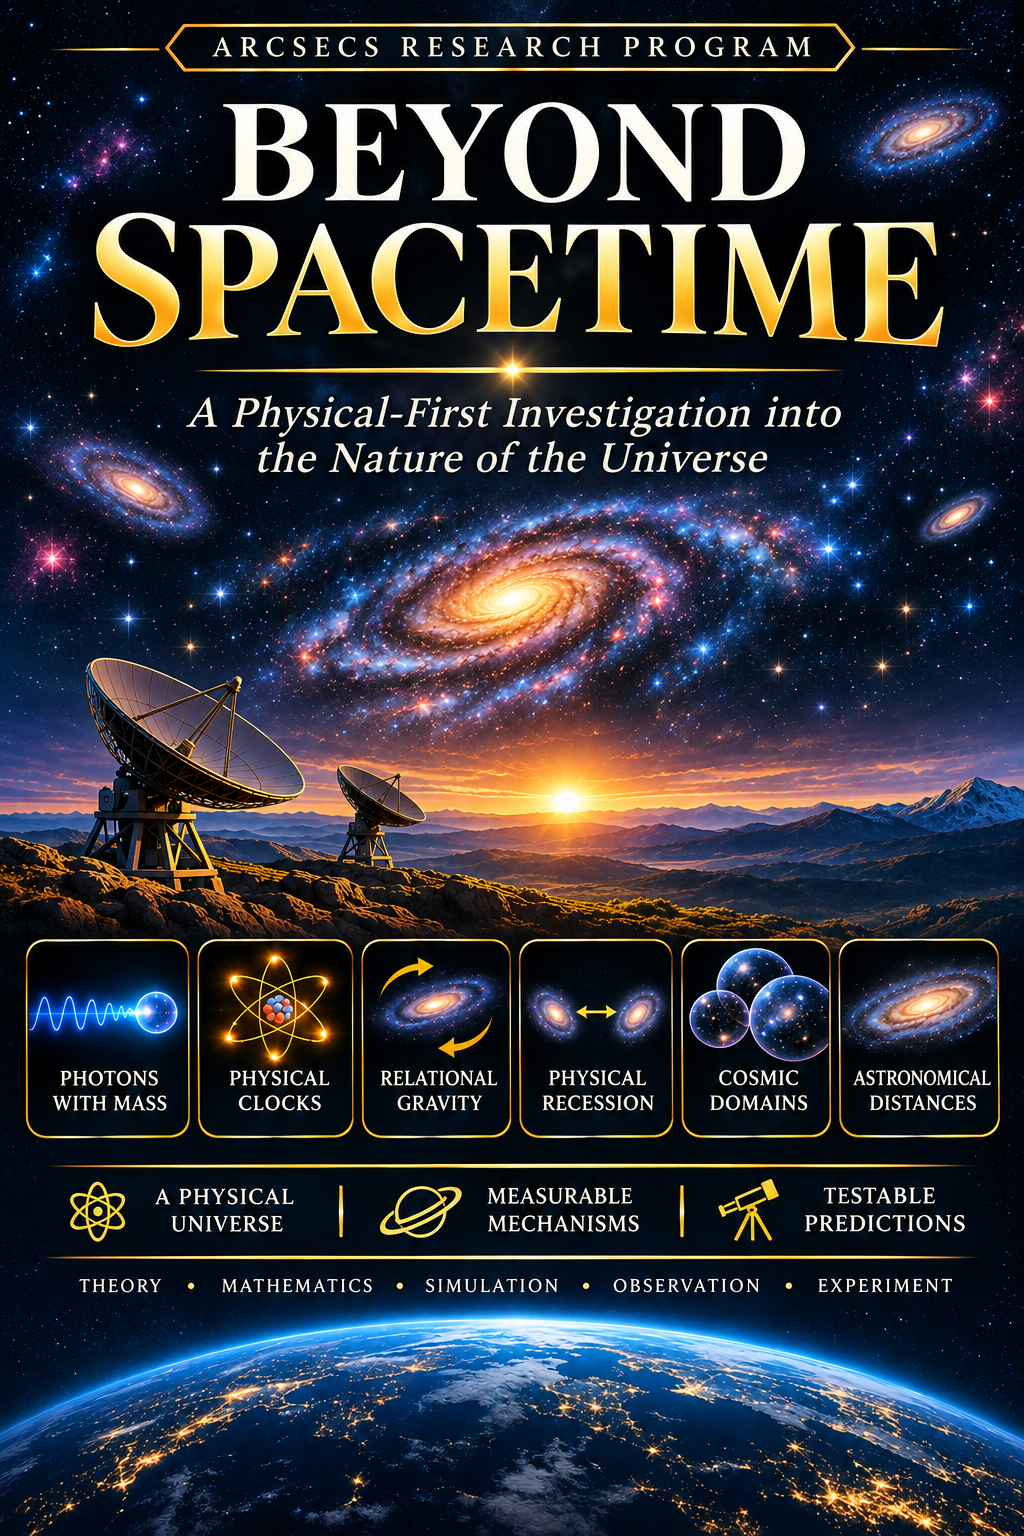 ARCSECS RESEARCH PROGRAM
BEYOND
SPACETIME
A Physical-First Investigation into
the Nature of the Universe
PHOTONS
WITH MASS
PHYSICAL
CLOCKS
RELATIONAL
GRAVITY
PHYSICAL
RECESSION
COSMIC
DOMAINS
ASTRONOMICAL
DISTANCES
A PHYSICAL
UNIVERSE
MEASURABLE
MECHANISMS
TESTABLE
PREDICTIONS
THEORY • MATHEMATICS • SIMULATION • OBSERVATION • EXPERIMENT